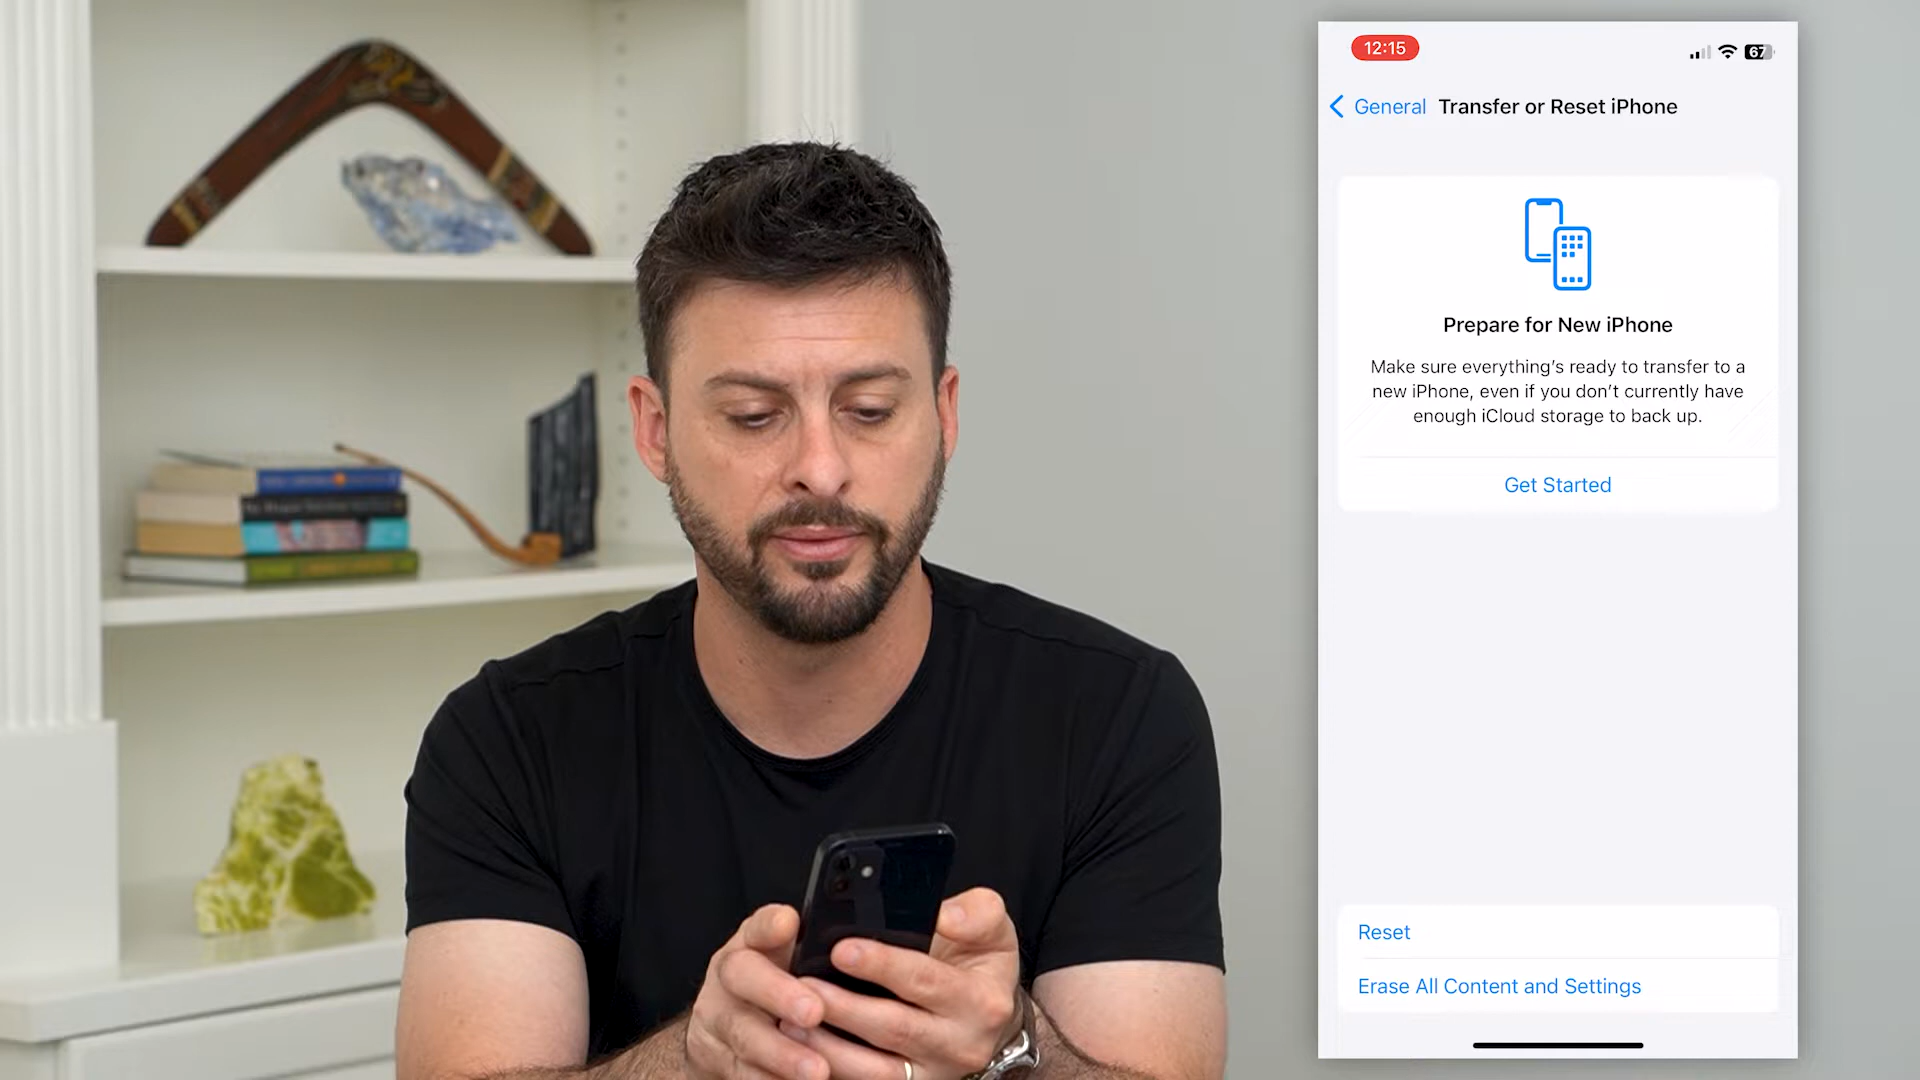 12:15
67
General Transfer or Reset iPhone
Prepare for New iPhone
Make sure everything's ready to transfer to a
new iPhone, even if you don't currently have
enough iCloud storage to back up.
Get Started
Reset
Erase All Content and Settings